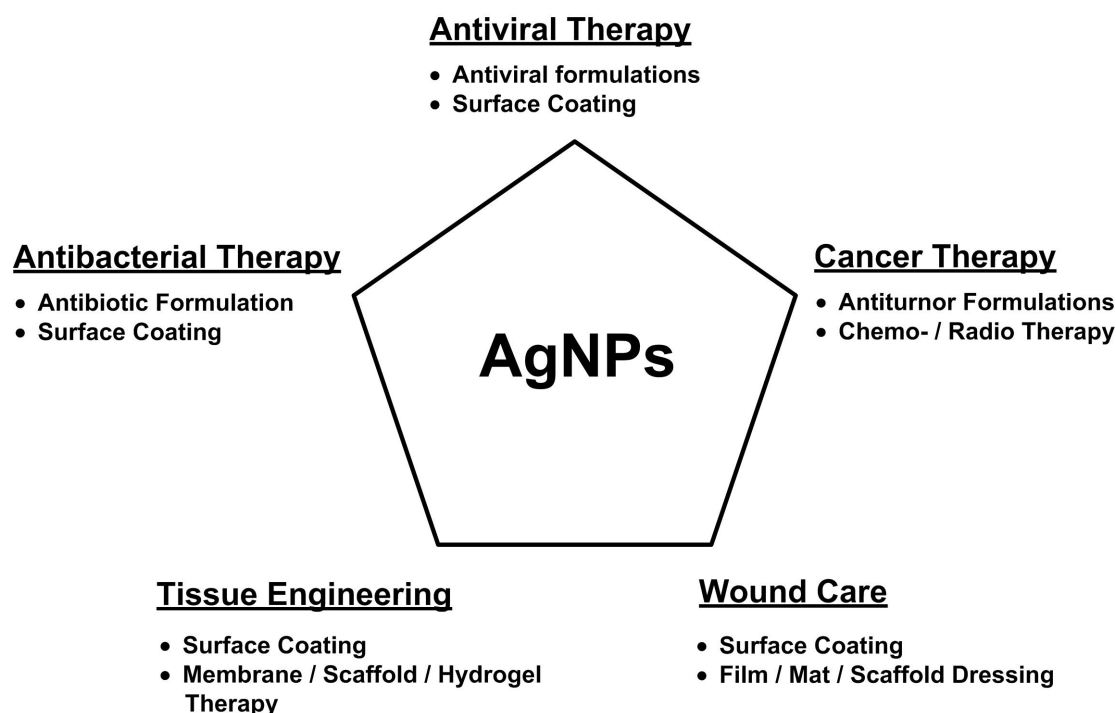 Antiviral Therapy
• Antiviral formulations
• Surface Coating
Antibacterial Therapy
• Antibiotic Formulation
• Surface Coating
Cancer Therapy
• Antiturnor Formulations
• Chemo- / Radio Therapy
AgNPs
Tissue Engineering
• Surface Coating
• Membrane / Scaffold / Hydrogel
Therapy
Wound Care
• Surface Coating
• Film / Mat / Scaffold Dressing